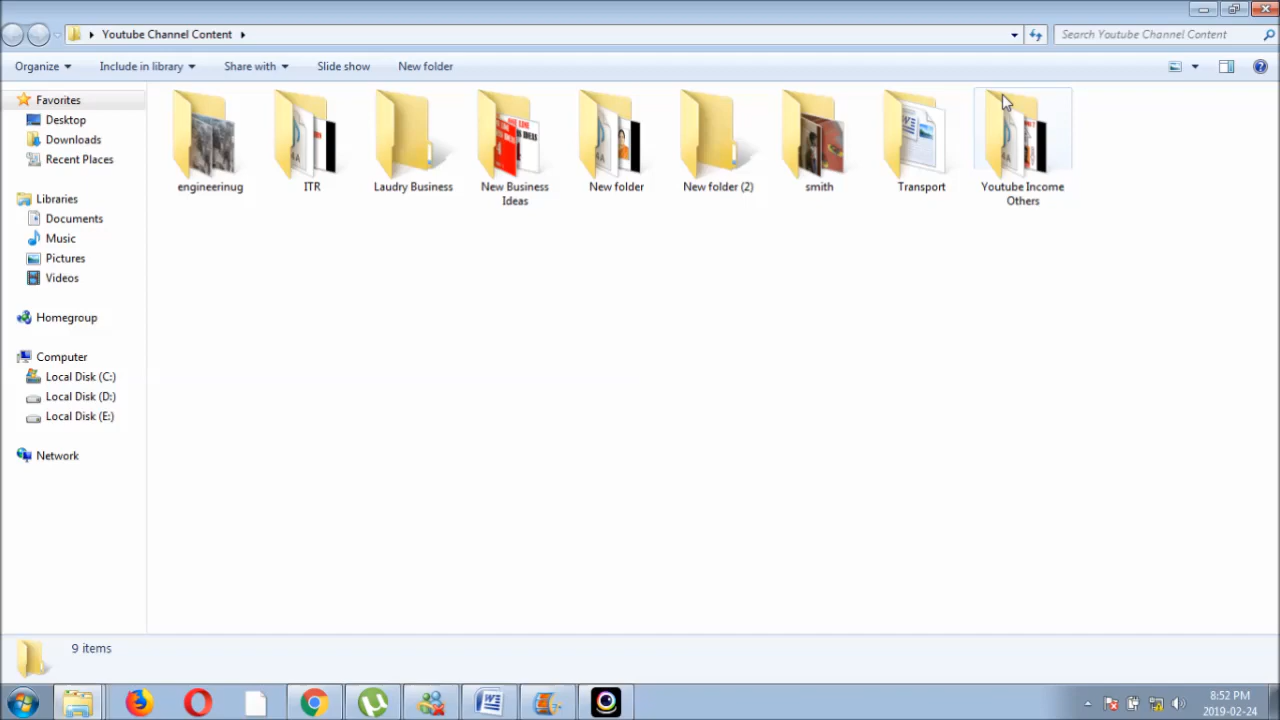 Youtube Channel Content
Search Youtube Channel Content
Organize
Include in library
Share with
Slide show
New folder
Favorites
Desktop
Downloads
Recent Places
Libraries
Documents
Music
Pictures
Videos
Homegroup
Computer
Local Disk (C:)
Local Disk (D:)
Local Disk (E:)
Network
engineerinug
ITR
Laudry Business
New Business
Ideas
New folder
New folder (2)
smith
Transport
Youtube Income
Others
9 items
8:52 PM
2019-02-24